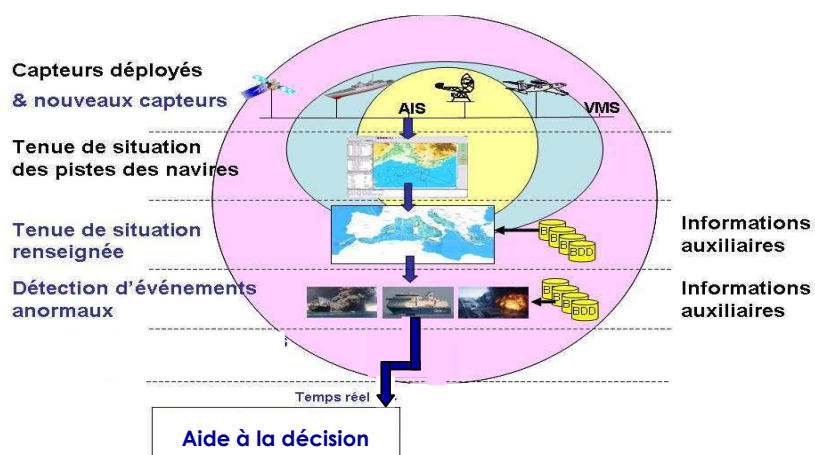 Capteurs déployés
& nouveaux capteurs
AIS
VMS
Tenue de situation
des pistes des navires
Tenue de situation
renseignée
Informations
auxiliaires
Détection d'événements
anormaux
BDD
Informations
auxiliaires
Temps réel
Aide à la décision